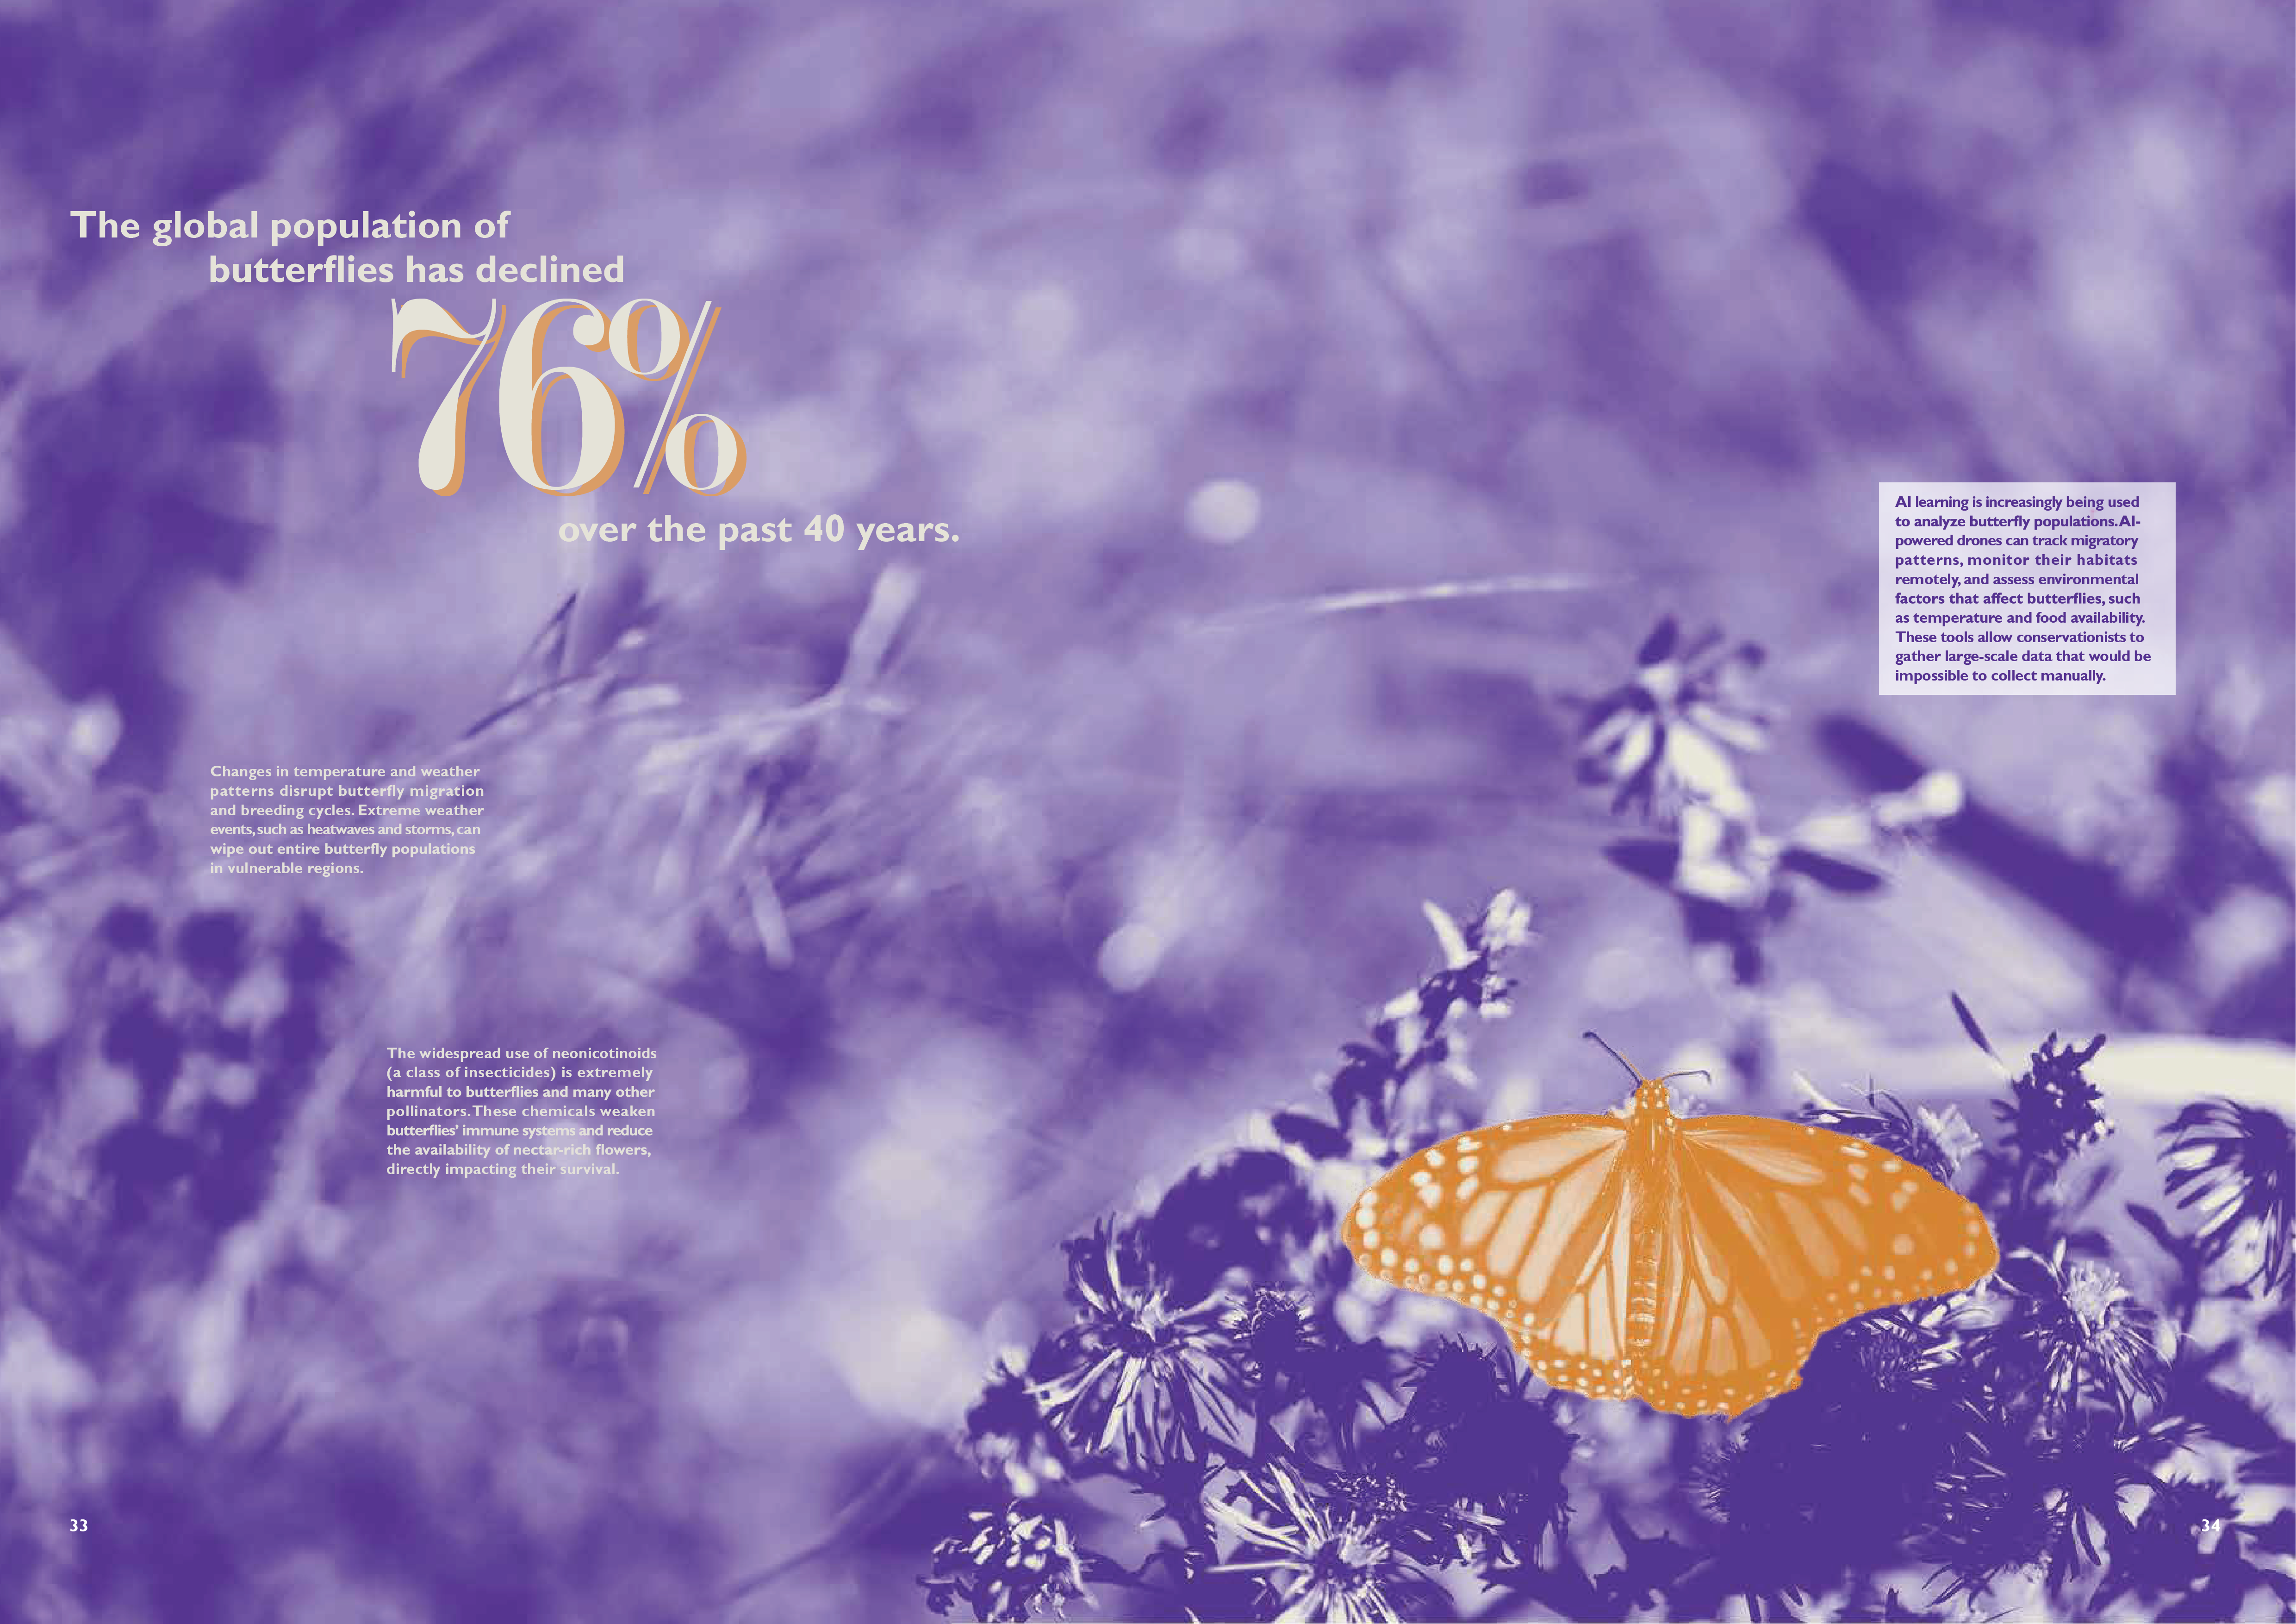 The global population of
butterflies has declined
76%
over the past 40 years.
Changes in temperature and weather
patterns disrupt butterfly migration
and breeding cycles. Extreme weather
events, such as heatwaves and storms, can
wipe out entire butterfly populations
in vulnerable regions.
The widespread use of neonicotinoids
(a class of insecticides) is extremely
harmful to butterflies and many other
pollinators. These chemicals weaken
butterflies’ immune systems and reduce
the availability of nectar-rich flowers,
directly impacting their survival.
33
AI learning is increasingly being used
to analyze butterfly populations. AI-
powered drones can track migratory
patterns, monitor their habitats
remotely, and assess environmental
factors that affect butterflies, such
as temperature and food availability.
These tools allow conservationists to
gather large-scale data that would be
impossible to collect manually.
34